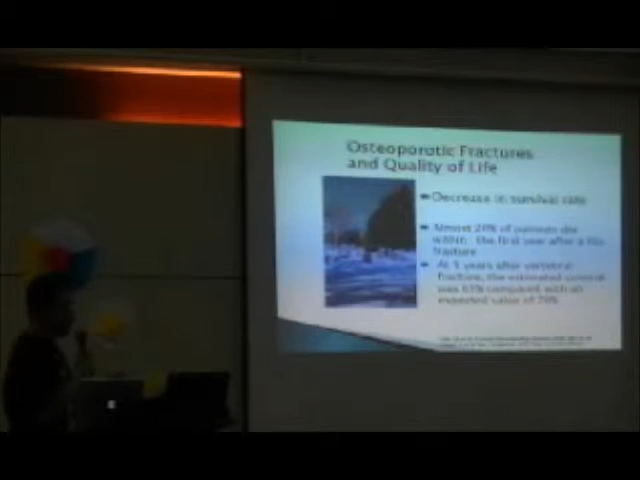 Osteoporotic Fractures
and Quality of Life
Decrease in survival rate
Almost 20% of patients die
within the first year after a hip
fracture
At 5 years after vertebral
fracture, the estimated survival
was 61% compared with an
expected value of 76%